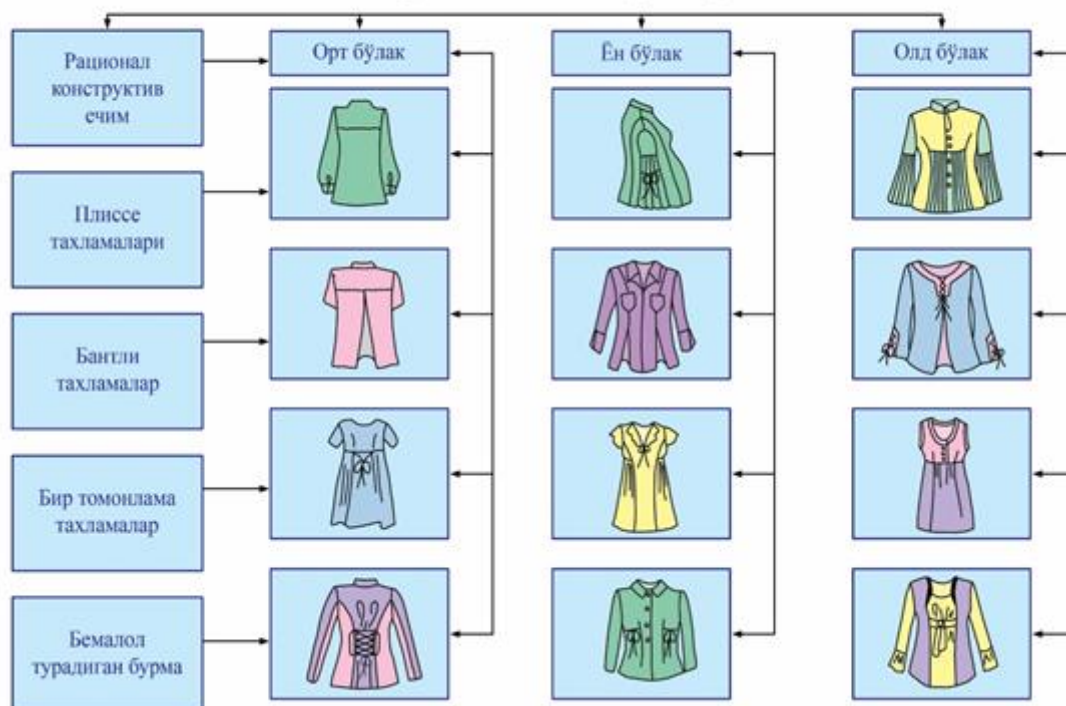 Рационал
конструктив
ечим
Орт бўлак
Ён бўлак
Олд бўлак
Плиссе
тахламалари
Бантли
тахламалар
Бир томонлама
тахламалар
Бемалол
турадиган бурма